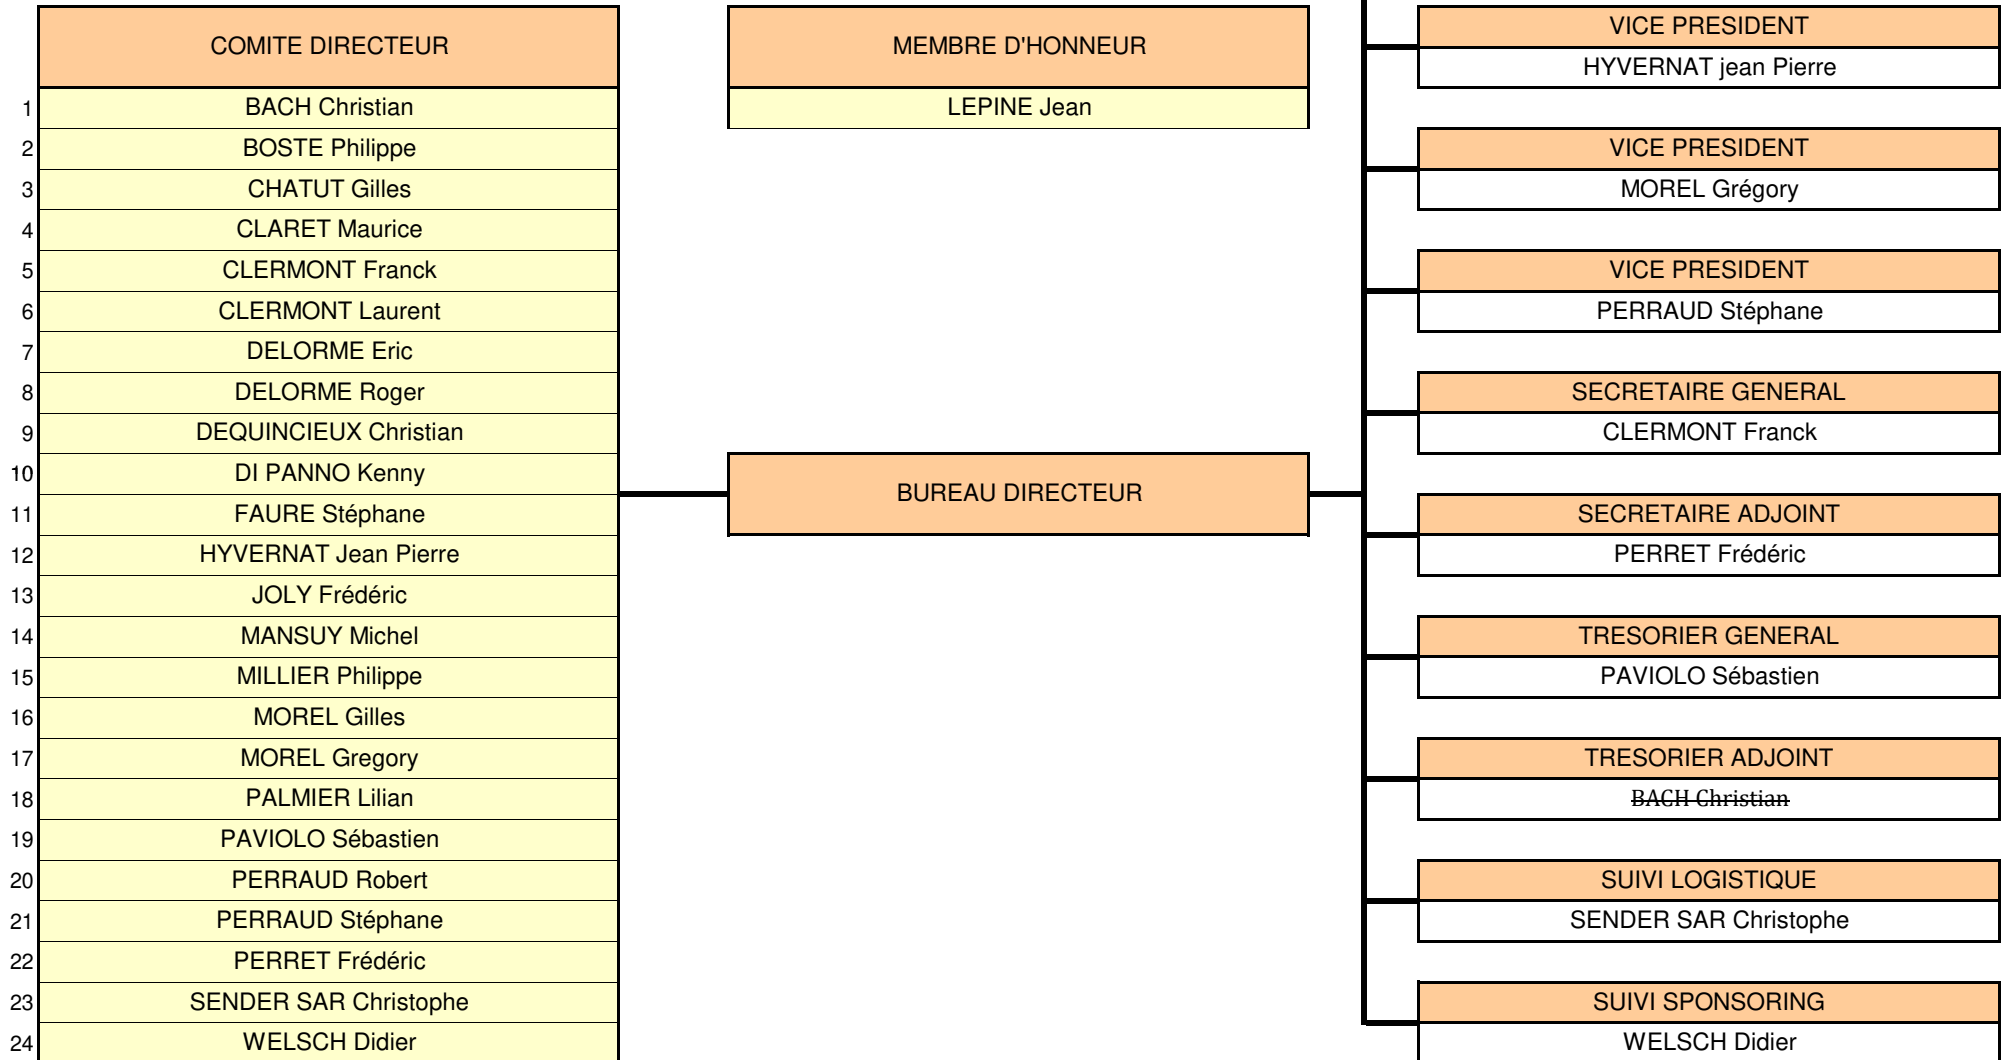 COMITE DIRECTEUR
1 BACH Christian
2 BOSTE Philippe
3 CHATUT Gilles
4 CLARET Maurice
5 CLERMONT Franck
6 CLERMONT Laurent
7 DELORME Eric
8 DELORME Roger
9 DEQUINCIEUX Christian
10 DI PANNO Kenny
11 FAURE Stéphane
12 HYVERNAT Jean Pierre
13 JOLY Frédéric
14 MANSUY Michel
15 MILLIER Philippe
16 MOREL Gilles
17 MOREL Gregory
18 PALMIER Lilian
19 PAVIOLO Sébastien
20 PERRAUD Robert
21 PERRAUD Stéphane
22 PERRET Frédéric
23 SENDER SAR Christophe
24 WELSCH Didier
MEMBRE D'HONNEUR
LEPINE Jean
BUREAU DIRECTEUR
VICE PRESIDENT
HYVERNAT jean Pierre
VICE PRESIDENT
MOREL Grégory
VICE PRESIDENT
PERRAUD Stéphane
SECRETAIRE GENERAL
CLERMONT Franck
SECRETAIRE ADJOINT
PERRET Frédéric
TRESORIER GENERAL
PAVIOLO Sébastien
TRESORIER ADJOINT
BACH Christian
SUIVI LOGISTIQUE
SENDER SAR Christophe
SUIVI SPONSORING
WELSCH Didier